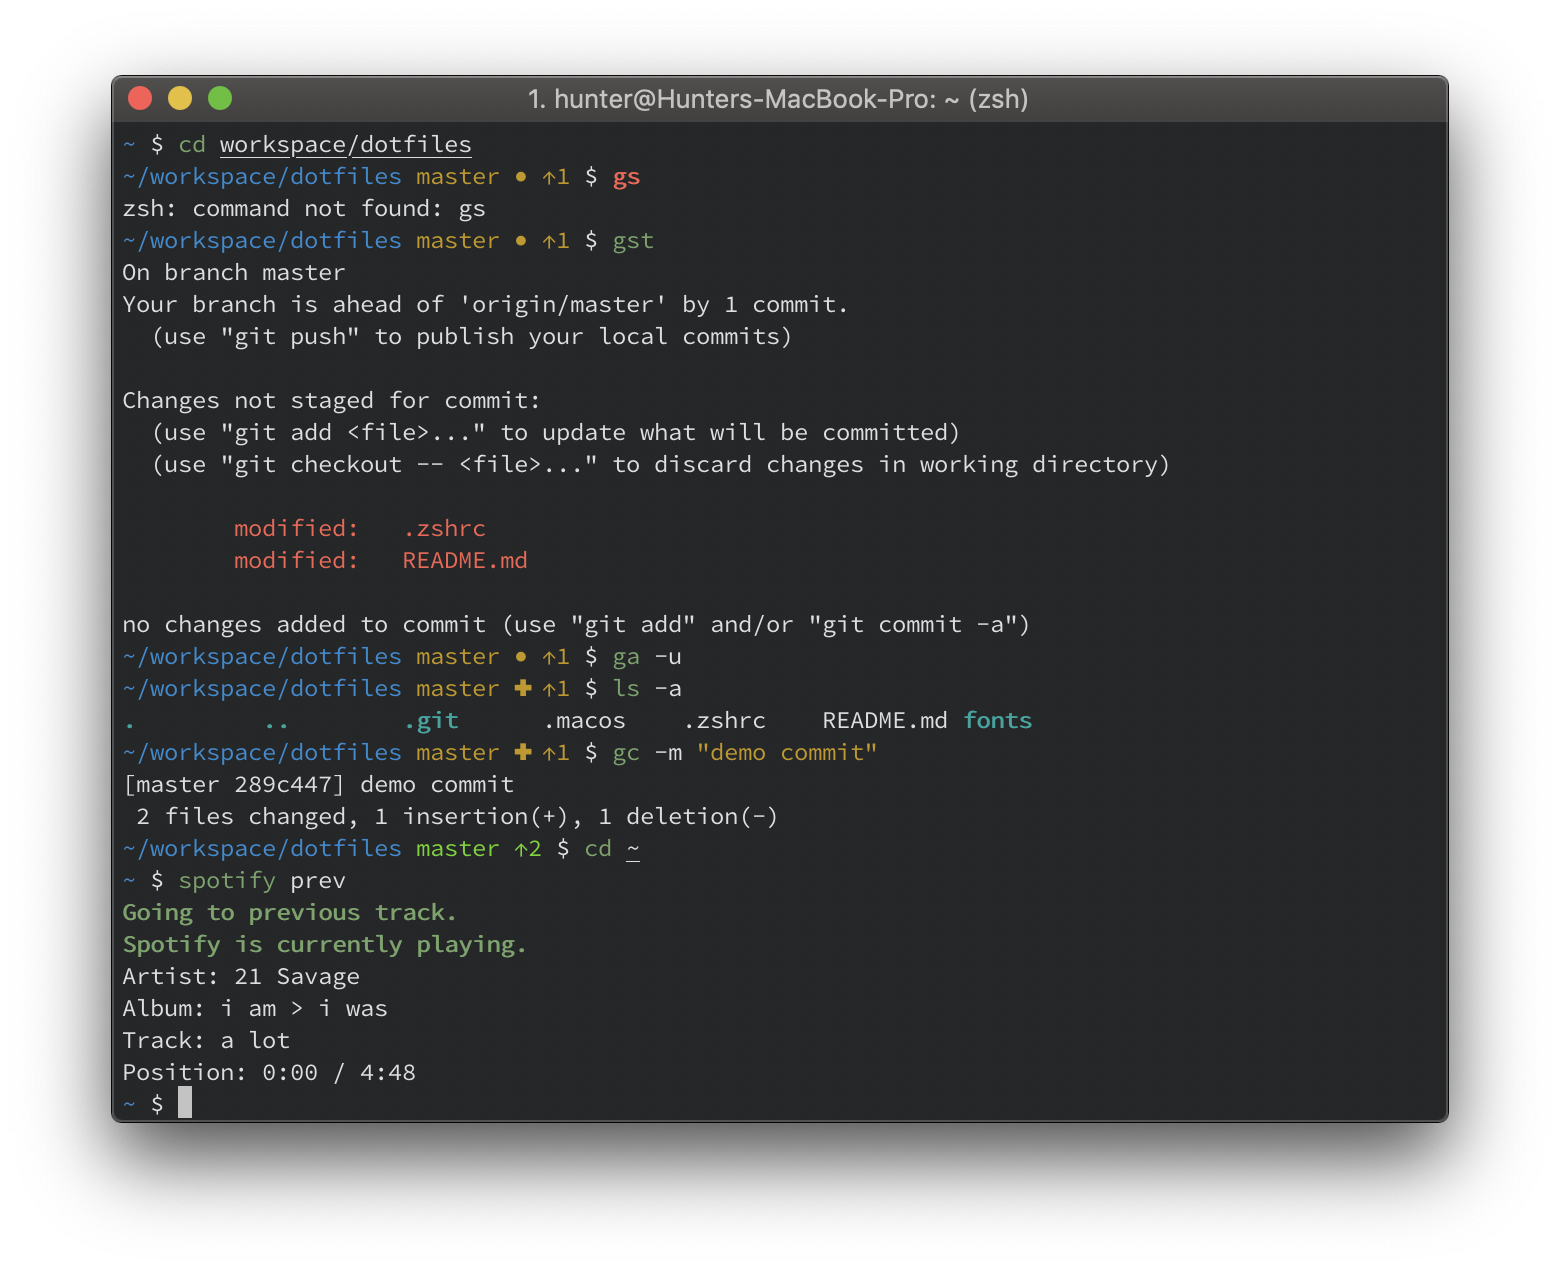 1. hunter@Hunters-MacBook-Pro: ~ (zsh)
~ $ cd workspace/dotfiles
~/workspace/dotfiles master • ↑1 $ gs
zsh: command not found: gs
~/workspace/dotfiles master • ↑1 $ gst
On branch master
Your branch is ahead of 'origin/master' by 1 commit.
  (use "git push" to publish your local commits)

Changes not staged for commit:
  (use "git add <file>..." to update what will be committed)
  (use "git checkout -- <file>..." to discard changes in working directory)

        modified:   .zshrc
        modified:   README.md

no changes added to commit (use "git add" and/or "git commit -a")
~/workspace/dotfiles master • ↑1 $ ga -u
~/workspace/dotfiles master ✚ ↑1 $ ls -a
.         ..        .git      .macos    .zshrc    README.md fonts
~/workspace/dotfiles master ✚ ↑1 $ gc -m "demo commit"
[master 289c447] demo commit
 2 files changed, 1 insertion(+), 1 deletion(-)
~/workspace/dotfiles master ↑2 $ cd ~
~ $ spotify prev
Going to previous track.
Spotify is currently playing.
Artist: 21 Savage
Album: i am > i was
Track: a lot
Position: 0:00 / 4:48
~ $